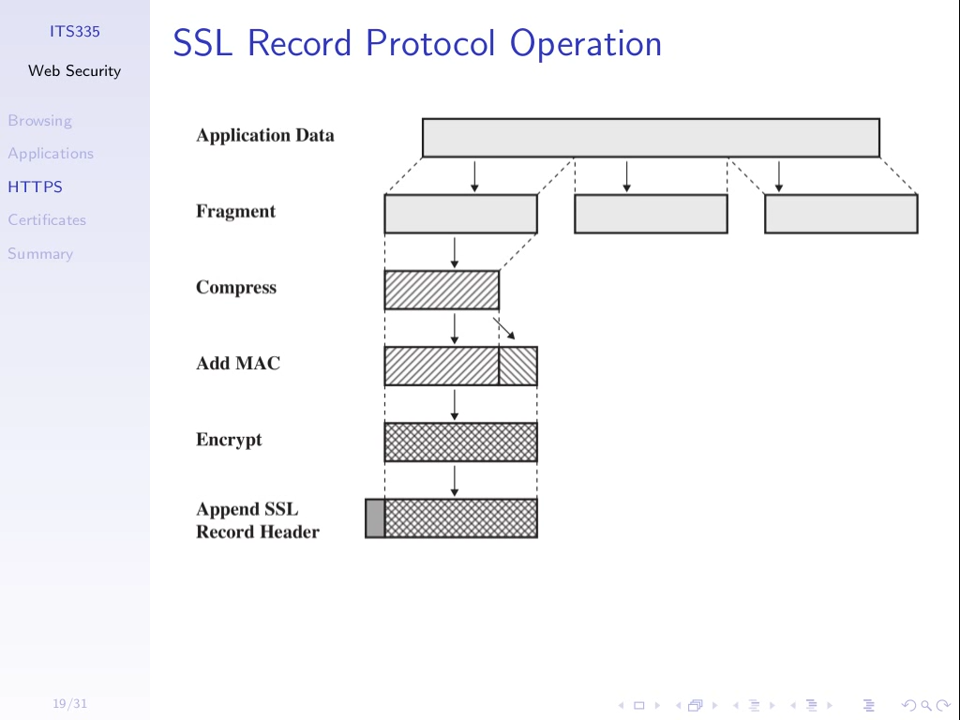 ITS335
Web Security
Browsing
Applications
HTTPS
Certificates
Summary
19/31
SSL Record Protocol Operation
Application Data
Fragment
Compress
Add MAC
Encrypt
Append SSL
Record Header